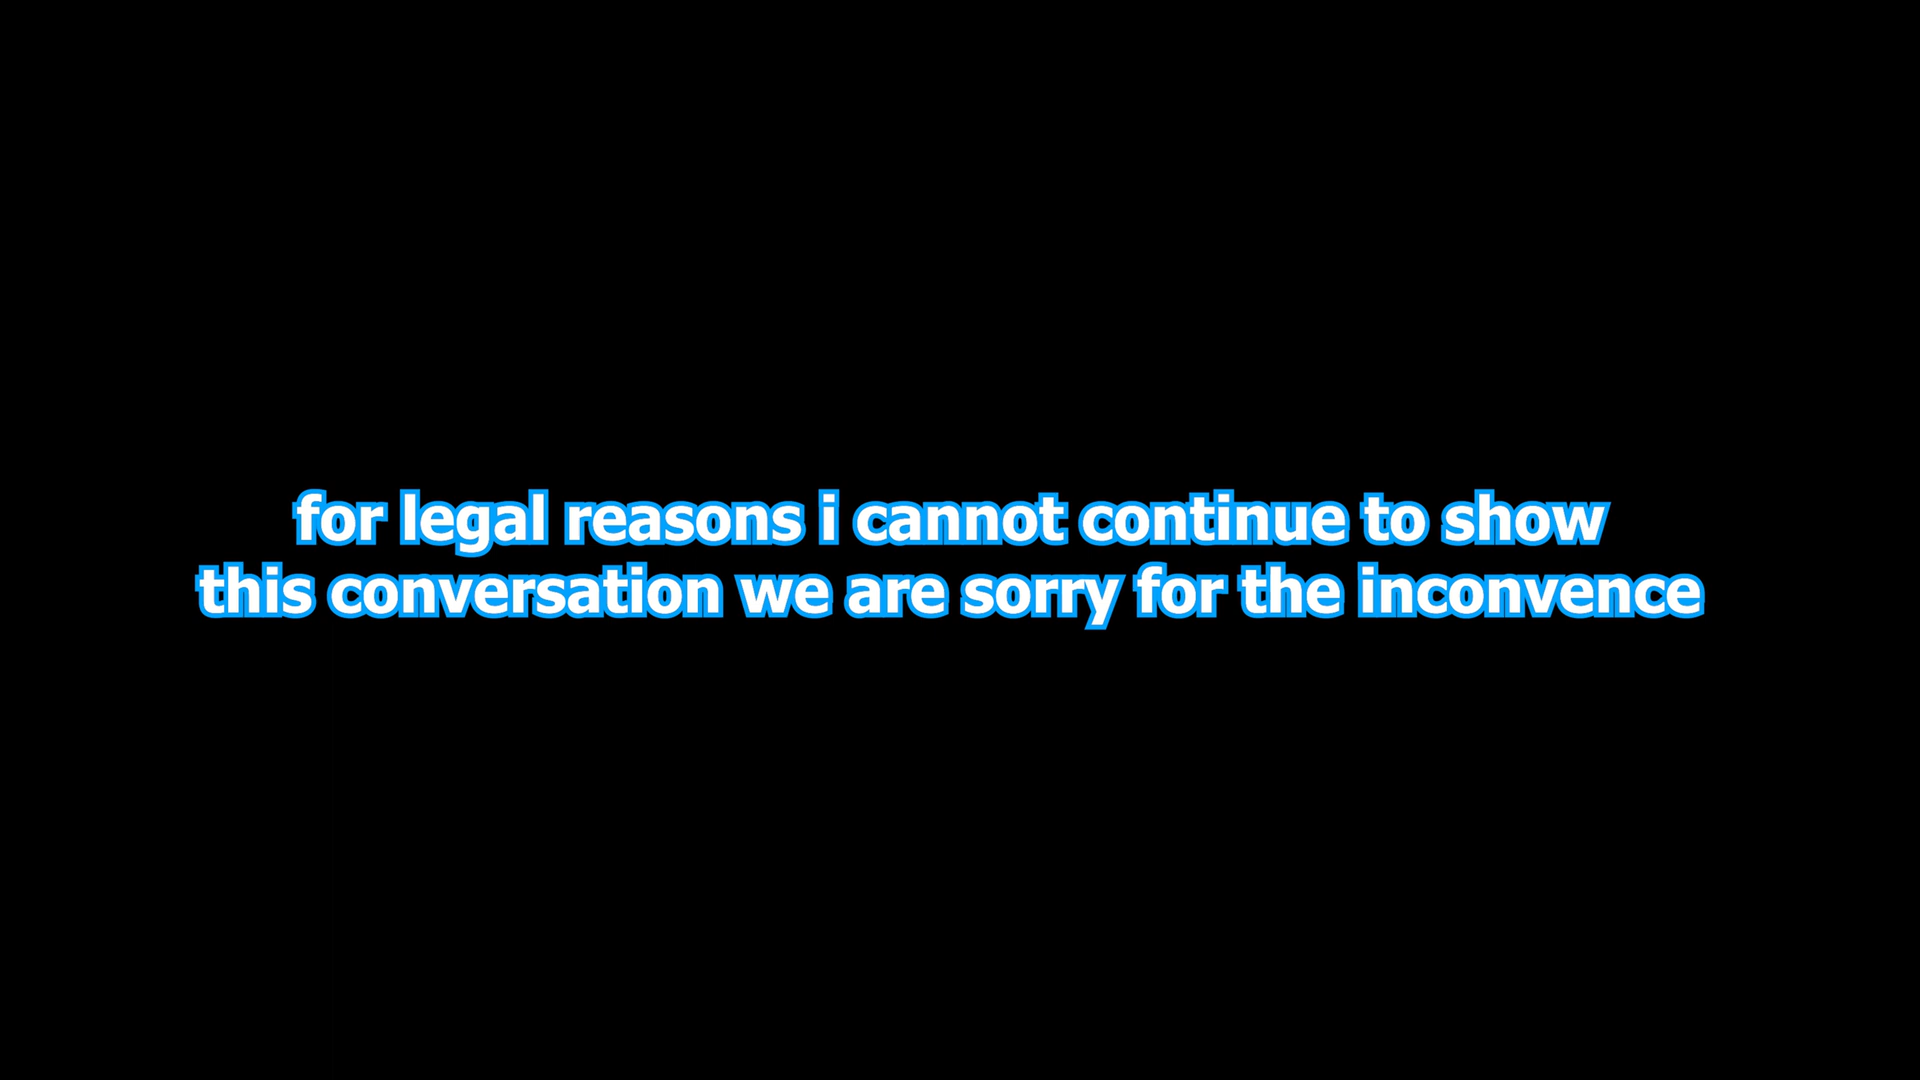 for legal reasons i cannot continue to show
this conversation we are sorry for the inconvence